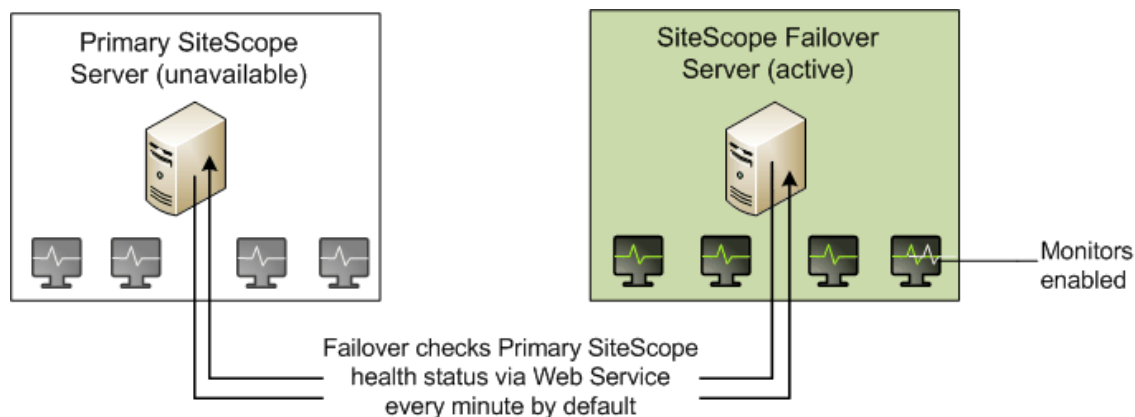 Primary SiteScope
Server (unavailable)
SiteScope Failover
Server (active)
Monitors
enabled
Failover checks Primary SiteScope
health status via Web Service
every minute by default